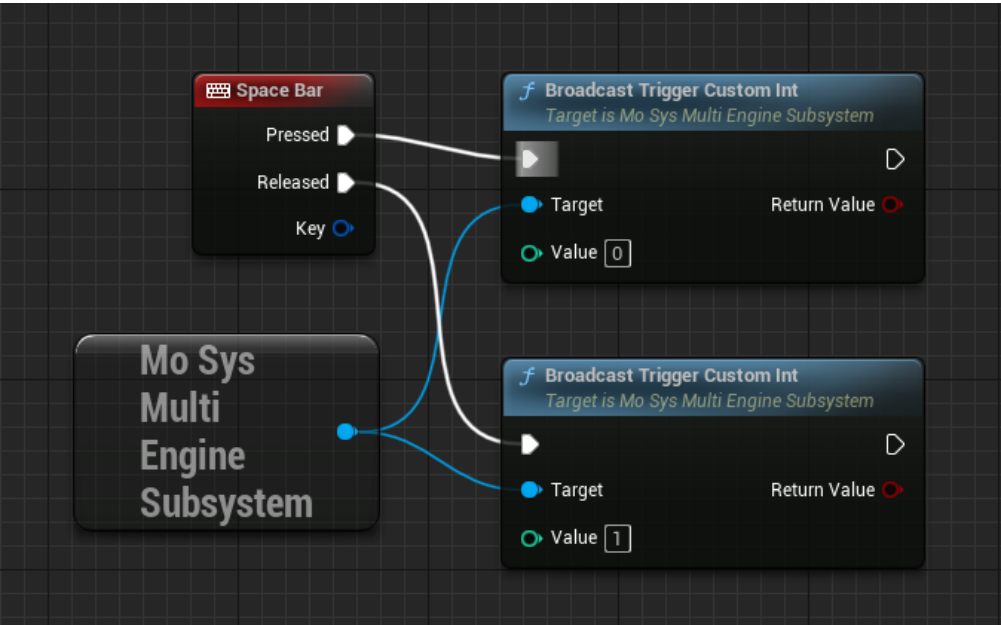 Space Bar
Pressed
Released
Key
Broadcast Trigger Custom Int
Target is Mo Sys Multi Engine Subsystem
Target
Return Value
Value 0
Mo Sys
Multi
Engine
Subsystem
Broadcast Trigger Custom Int
Target is Mo Sys Multi Engine Subsystem
Target
Return Value
Value 1